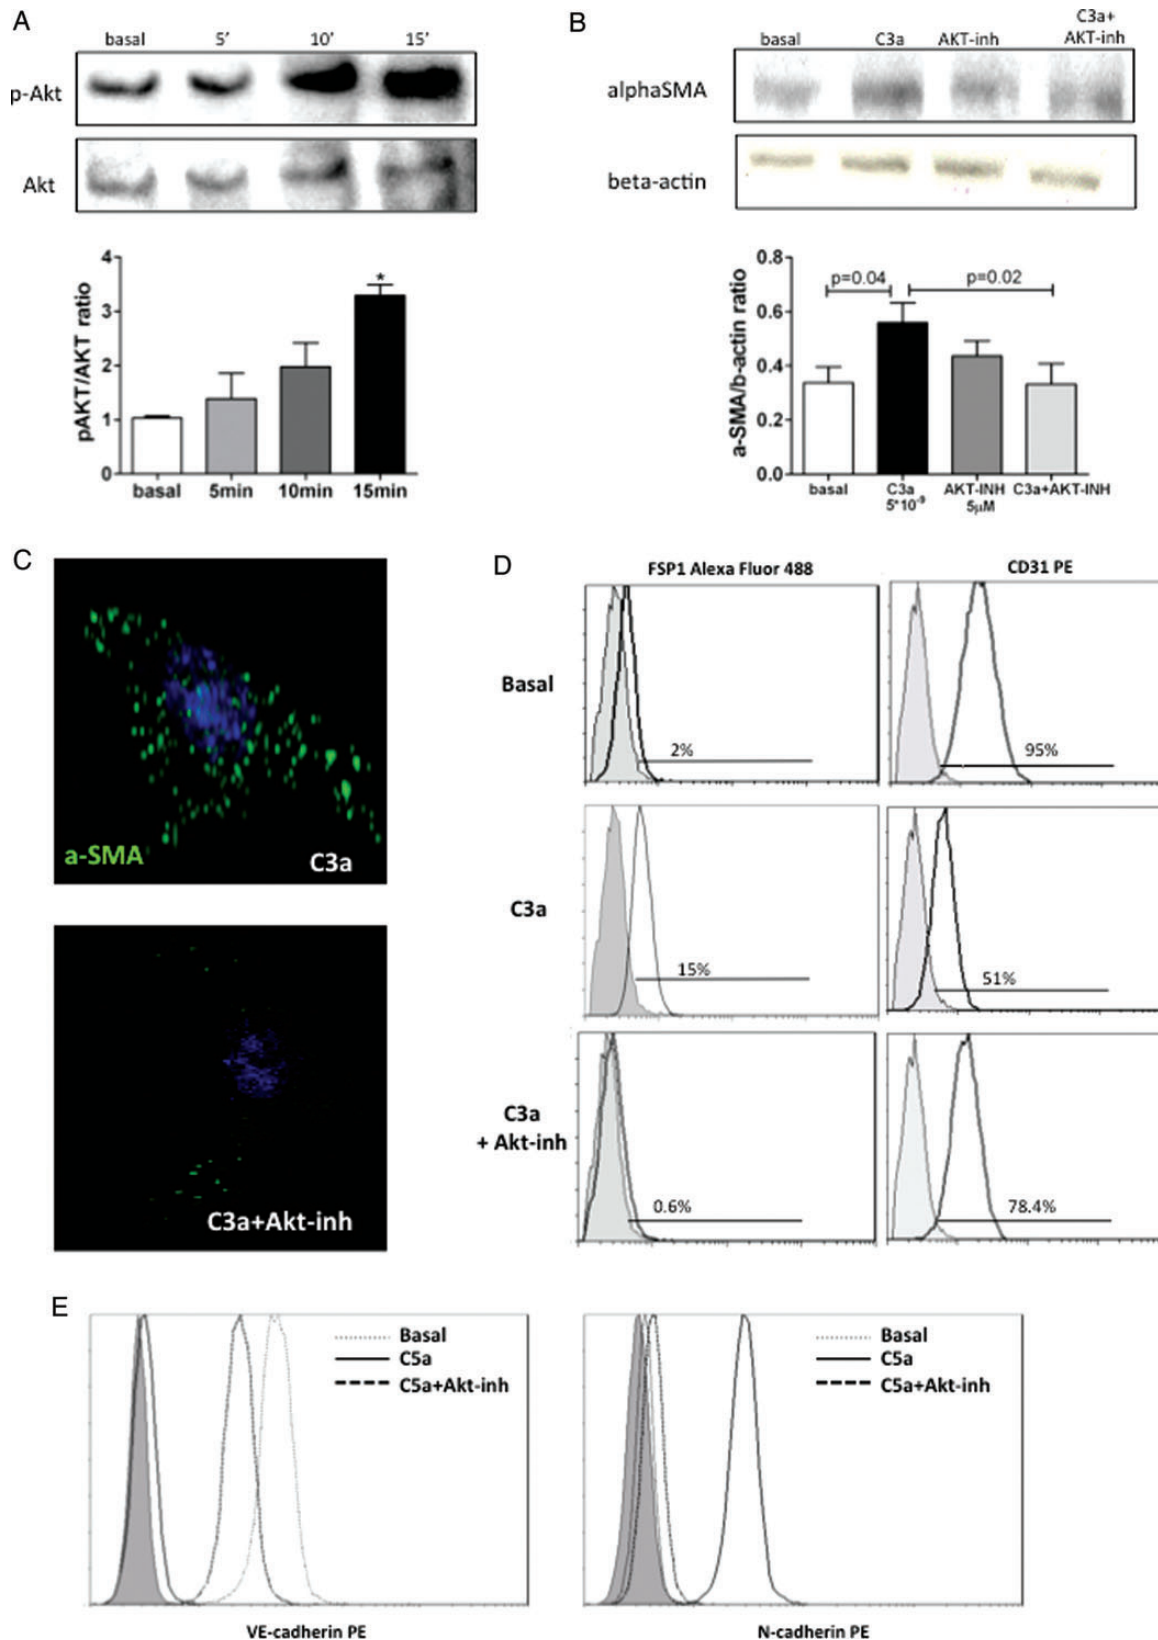 A
basal 5' 10' 15'
p-Akt
Akt
4
3
2
1
0
pAKT/AKT ratio
*
basal 5min 10min 15min
B
basal C3a AKT-inh C3a+
AKT-inh
alphaSMA
beta-actin
0.8
0.6
0.4
0.2
0.0
a-SMA/b-actin ratio
p=0.04 p=0.02
basal C3a AKT-INH C3a+AKT-INH
5*10-9 5µM
C
a-SMA
C3a
C3a+Akt-inh
D
FSP1 Alexa Fluor 488 CD31 PE
Basal
2% 95%
C3a
15% 51%
C3a
+ Akt-inh
0.6% 78.4%
E
Basal
C5a
C5a+Akt-inh
VE-cadherin PE
Basal
C5a
C5a+Akt-inh
N-cadherin PE